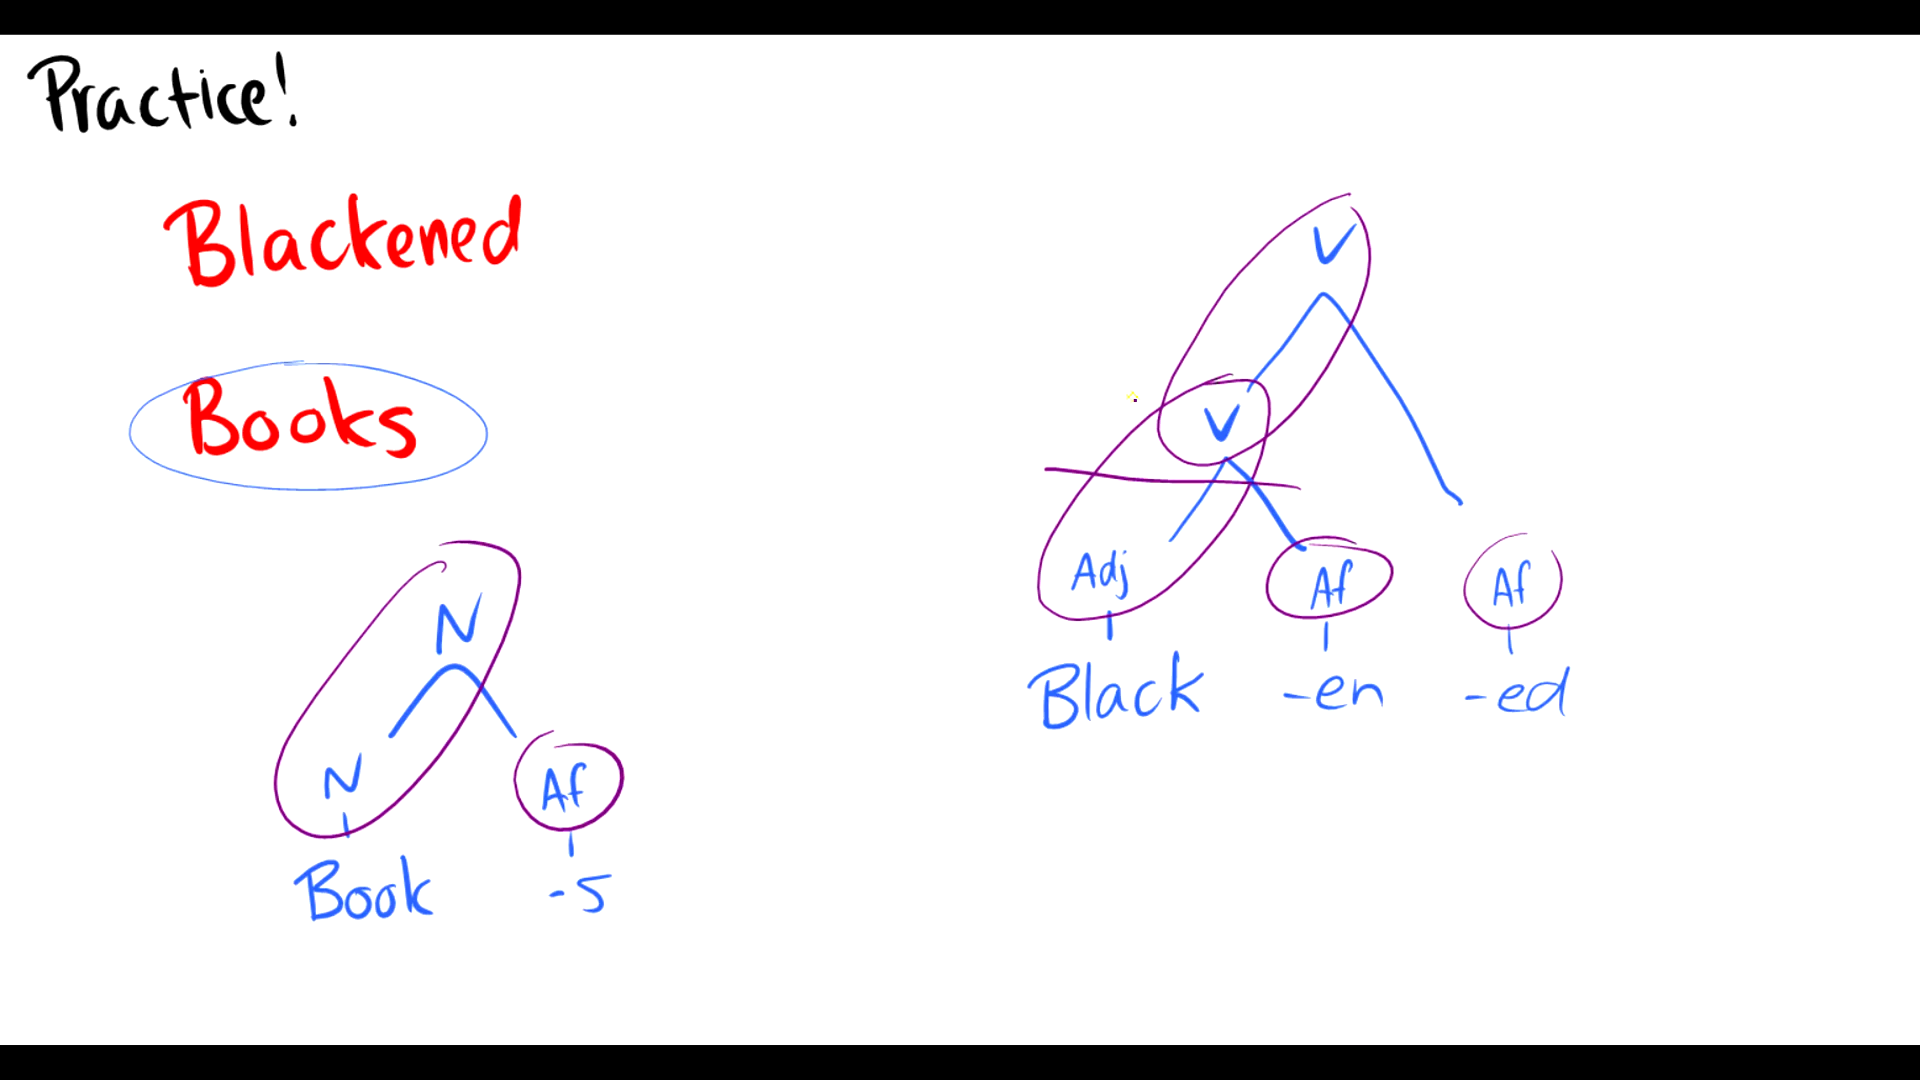 Practice!
Blackened
Books
N
N Af
Book -s
V
V
Adj Af Af
Black -en -ed